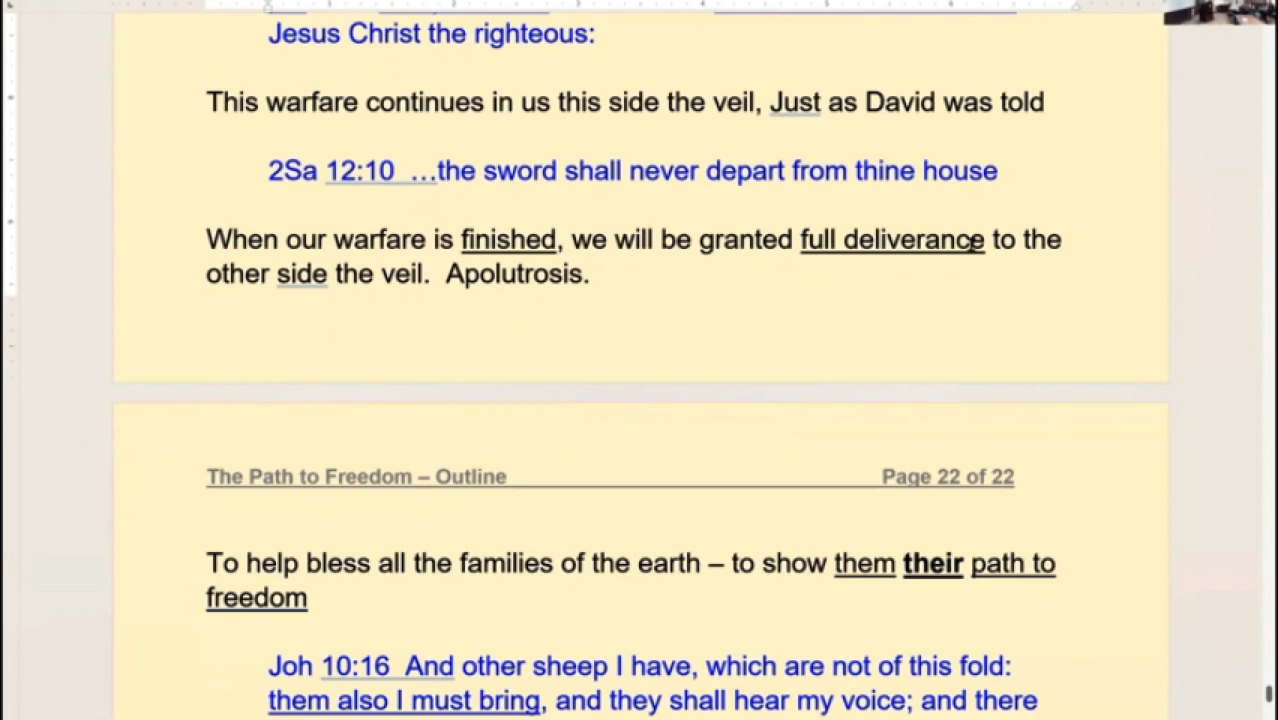 Jesus Christ the righteous:
This warfare continues in us this side the veil, Just as David was told
2Sa 12:10 …the sword shall never depart from thine house
When our warfare is finished, we will be granted full deliverance to the
other side the veil. Apolutrosis.
The Path to Freedom – Outline Page 22 of 22
To help bless all the families of the earth – to show them their path to
freedom
Joh 10:16 And other sheep I have, which are not of this fold:
them also I must bring, and they shall hear my voice; and there